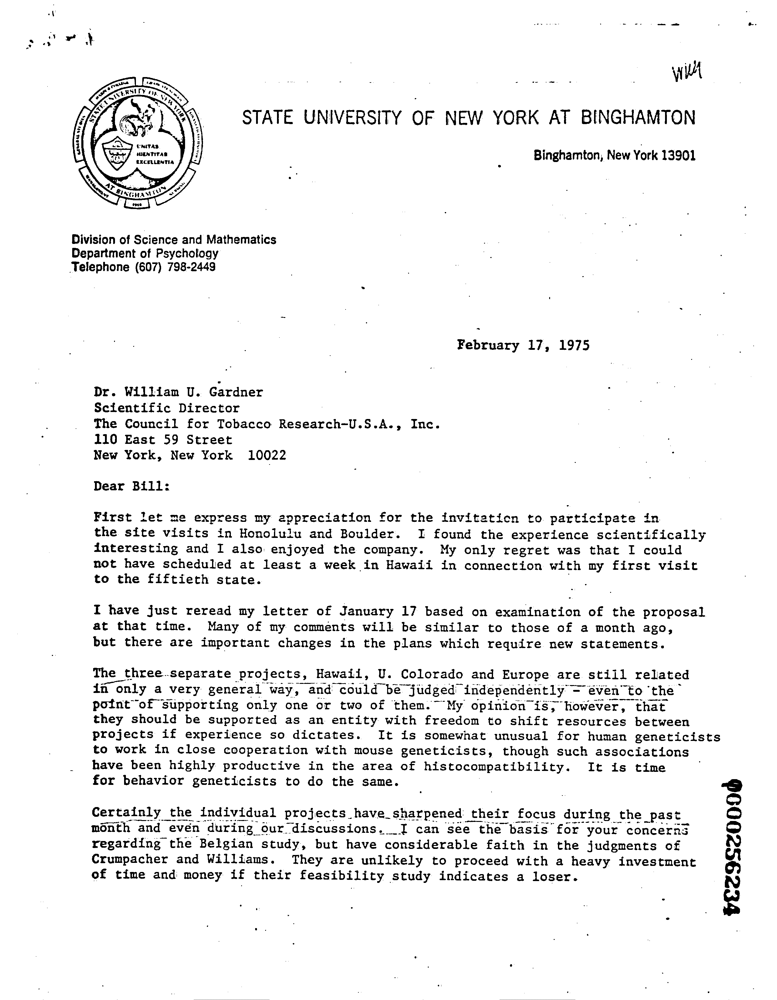 WUG
STATE UNIVERSITY OF NEW YORK AT BINGHAMTON
UNITAS
IDENTITAS
EXCELLENTIA
Binghamton, New York 13901
Division of Science and Mathematics
Department of Psychology
Telephone (607) 798-2449
February 17, 1975
Dr. William U. Gardner
Scientific Director
The Council for Tobacco Research-U.S.A., Inc.
110 East 59 Street
New York, New York 10022
Dear Bill:
First let me express my appreciation for the invitation to participate in
the site visits in Honolulu and Boulder. I found the experience scientifically
interesting and I also enjoyed the company. My only regret was that I could
not have scheduled at least a week in Hawaii in connection with my first visit
to the fiftieth state.
I have just reread my letter of January 17 based on examination of the proposal
at that time. Many of my comments will be similar to those of a month ago,
but there are important changes in the plans which require new statements.
The three separate projects, Hawaii, U. Colorado and Europe are still related
in only a very general way, and could be judged independently - even to the
point of supporting only one or two of them. My opinion is, however, that
they should be supported as an entity with freedom to shift resources between
projects if experience so dictates. It is somewhat unusual for human geneticists
to work in close cooperation with mouse geneticists, though such associations
have been highly productive in the area of histocompatibility. It is time
for behavior geneticists to do the same.
Certainly the individual projects have sharpened their focus during the past
month and even during our discussions. I can see the basis for your concerns
regarding the Belgian study, but have considerable faith in the judgments of
Crumpacher and Williams. They are unlikely to proceed with a heavy investment
of time and money if their feasibility study indicates a loser.